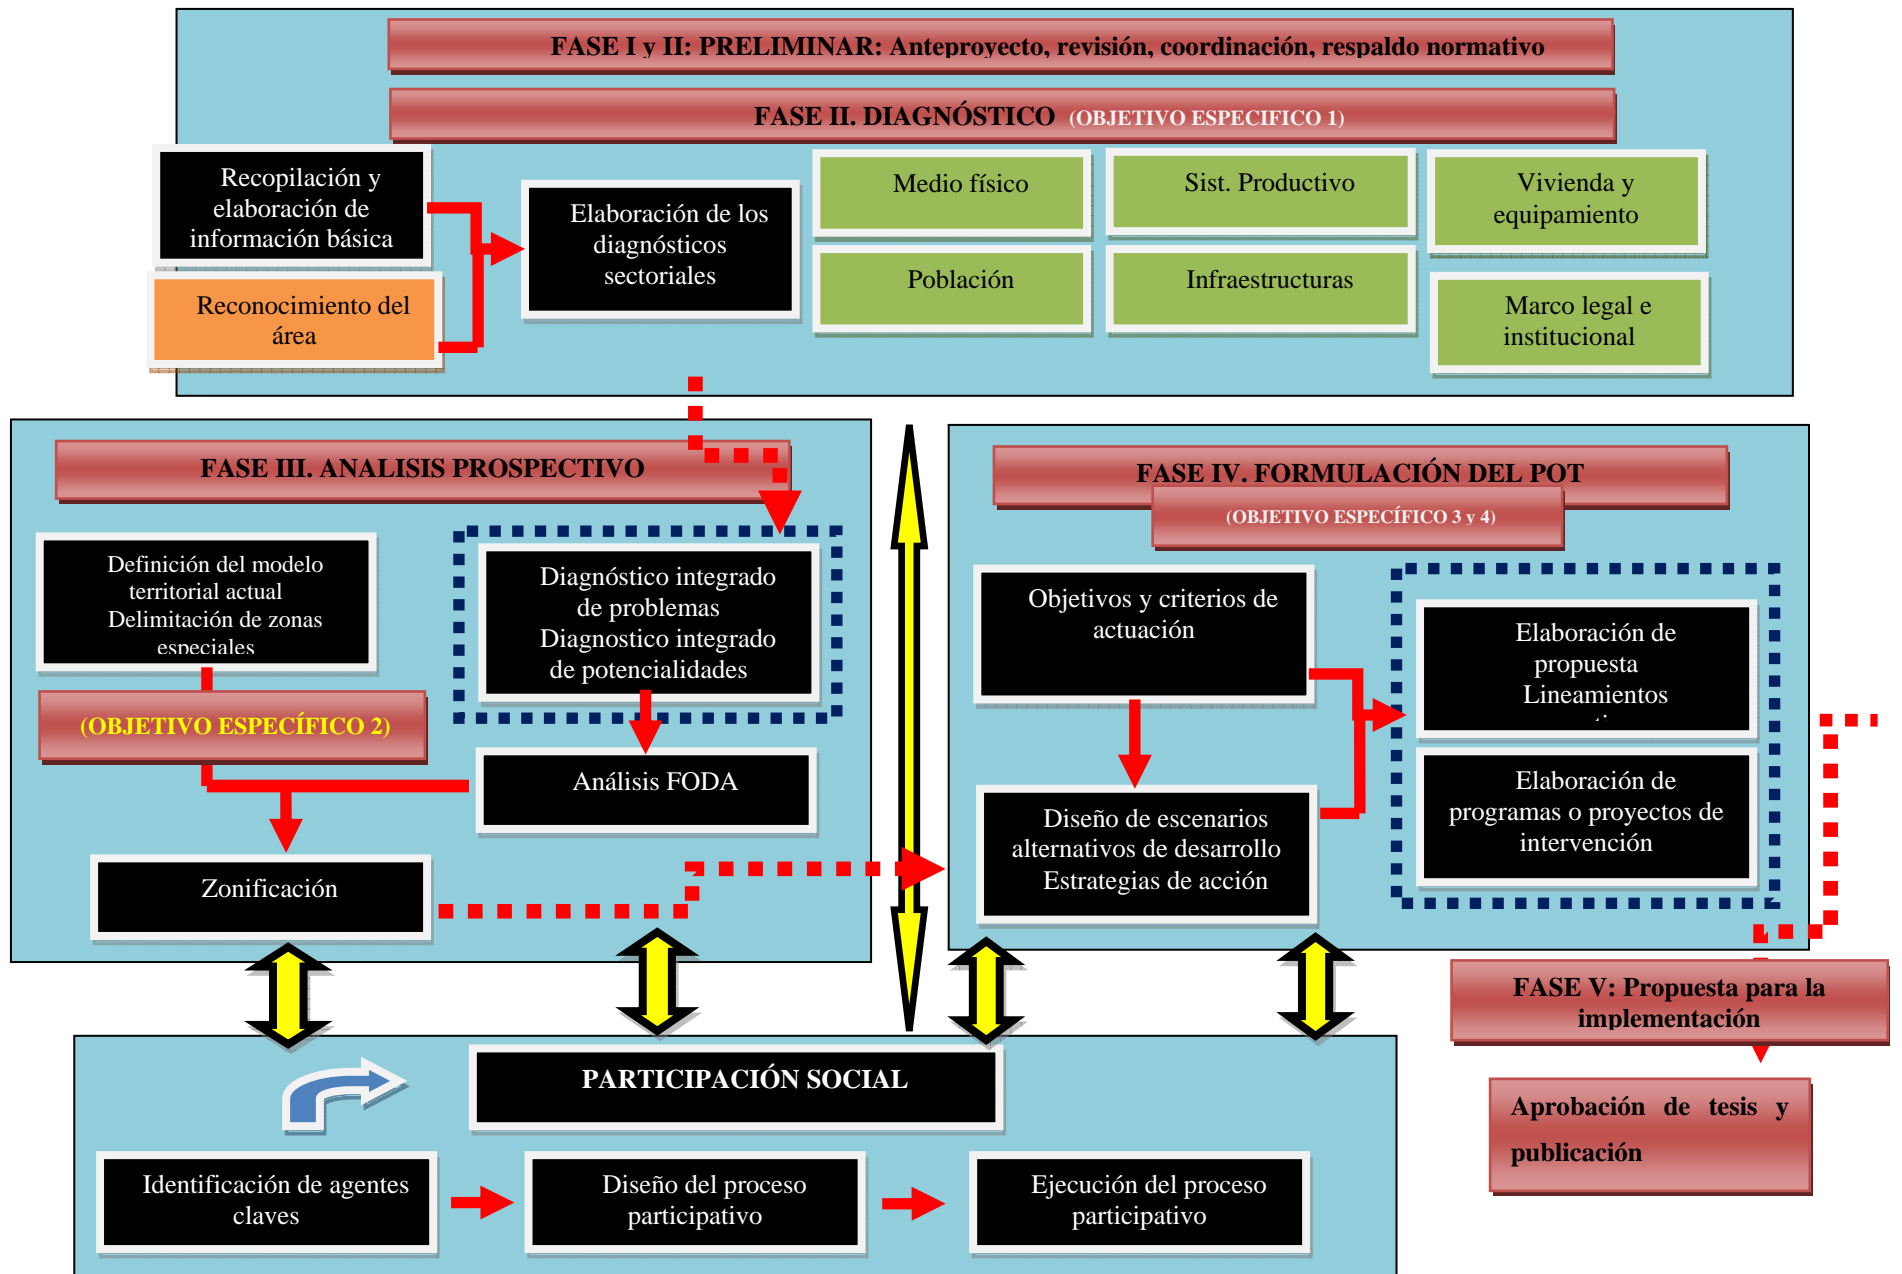 FASE I y II: PRELIMINAR: Anteproyecto, revisión, coordinación, respaldo normativo
FASE II. DIAGNÓSTICO (OBJETIVO ESPECIFICO 1)
Recopilación y
elaboración de
información básica
Reconocimiento del
área
Elaboración de los
diagnósticos
sectoriales
Medio físico
Sist. Productivo
Vivienda y
equipamiento
Población
Infraestructuras
Marco legal e
institucional
FASE III. ANALISIS PROSPECTIVO
Definición del modelo
territorial actual
Delimitación de zonas
especiales
Diagnóstico integrado
de problemas
Diagnostico integrado
de potencialidades
(OBJETIVO ESPECÍFICO 2)
Análisis FODA
Zonificación
FASE IV. FORMULACIÓN DEL POT
(OBJETIVO ESPECÍFICO 3 y 4)
Objetivos y criterios de
actuación
Diseño de escenarios
alternativos de desarrollo
Estrategias de acción
Elaboración de
propuesta
Lineamientos
Elaboración de
programas o proyectos de
intervención
FASE V: Propuesta para la
implementación
Aprobación de tesis y
publicación
PARTICIPACIÓN SOCIAL
Identificación de agentes
claves
Diseño del proceso
participativo
Ejecución del proceso
participativo